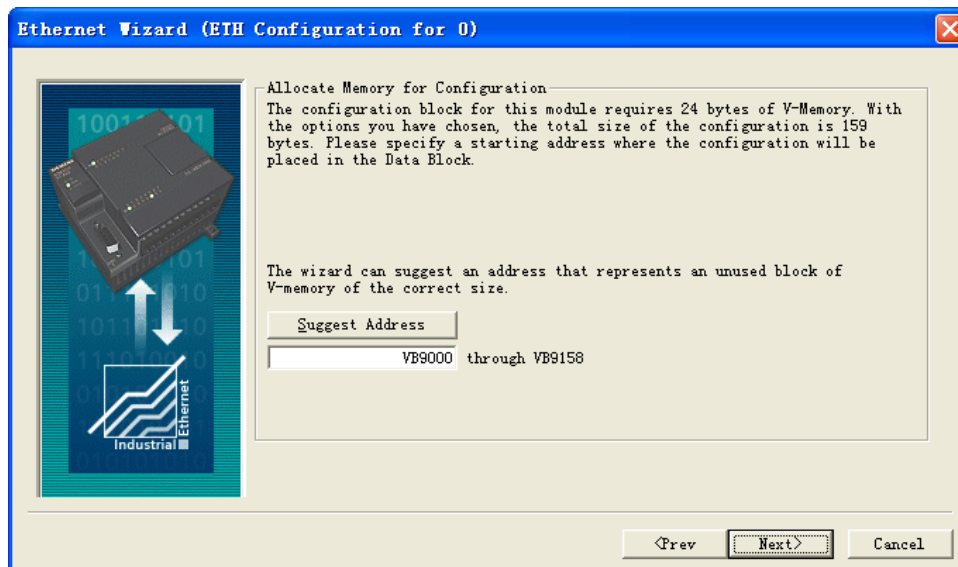 Ethernet Wizard (ETH Configuration for 0)
Allocate Memory for Configuration
The configuration block for this module requires 24 bytes of V-Memory. With
the options you have chosen, the total size of the configuration is 159
bytes. Please specify a starting address where the configuration will be
placed in the Data Block.
The wizard can suggest an address that represents an unused block of
V-memory of the correct size.
Suggest Address
VB9000 through VB9158
Industrial Ethernet
<Prev Next> Cancel